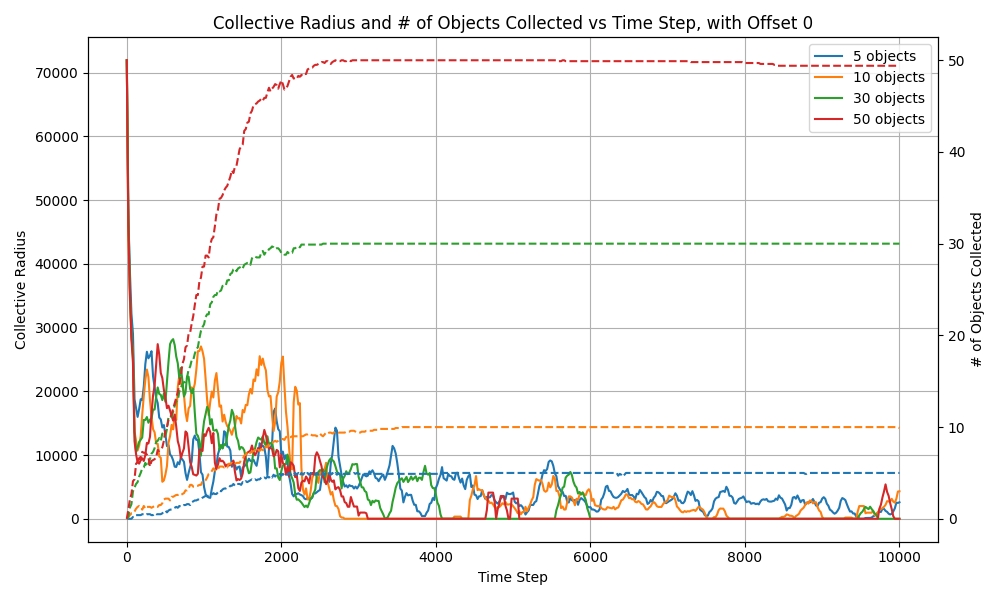 Collective Radius and # of Objects Collected vs Time Step, with Offset 0
5 objects
10 objects
30 objects
50 objects
Collective Radius
70000
60000
50000
40000
30000
20000
10000
0
50
40
30
20
10
0
# of Objects Collected
0
2000
4000
6000
8000
10000
Time Step